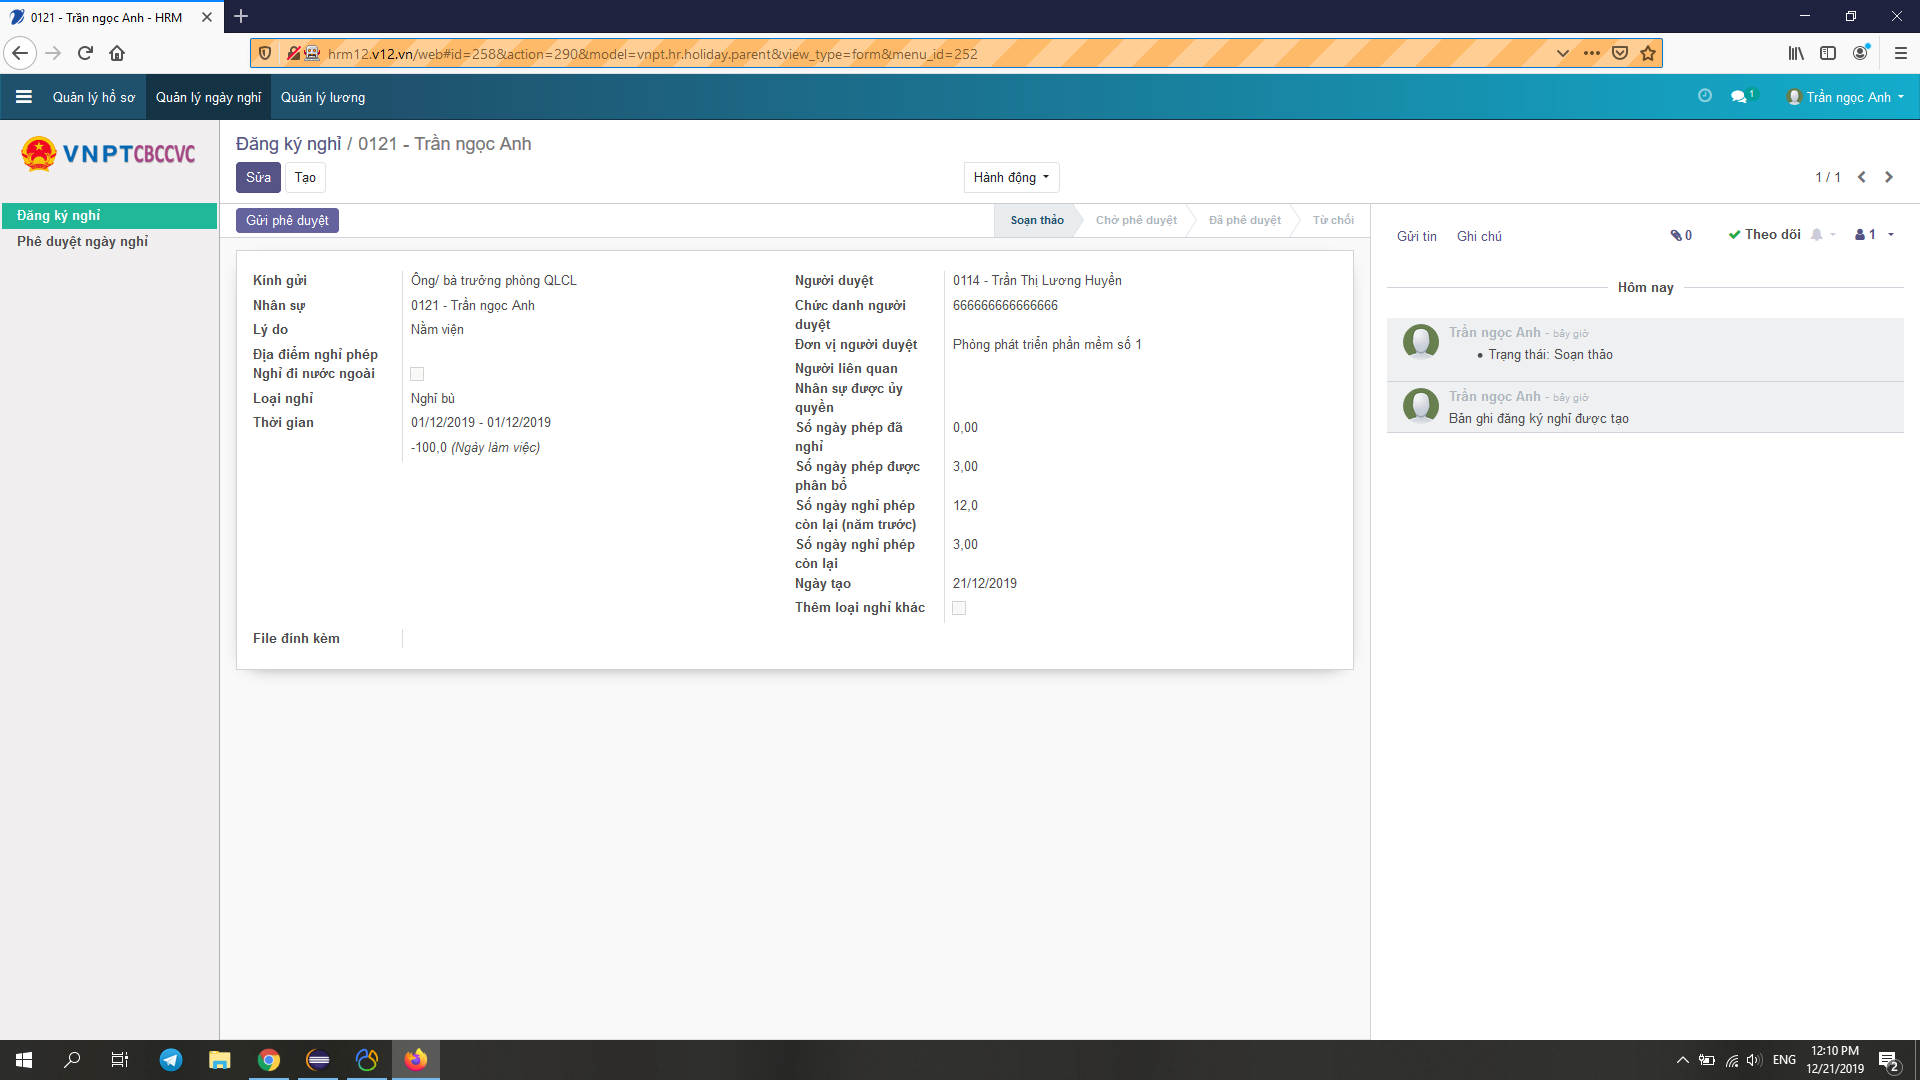 0121 - Trần ngọc Anh - HRM
hrm12.v12.vn/web#id=258&action=290&model=vnpt.hr.holiday.parent&view_type=form&menu_id=252
Quản lý hồ sơ
Quản lý ngày nghỉ
Quản lý lương
1
Trần ngọc Anh
VNPTCBCCVC
Đăng ký nghỉ
Phê duyệt ngày nghỉ
Đăng ký nghỉ / 0121 - Trần ngọc Anh
Sửa
Tạo
Hành động
1 / 1
Gửi phê duyệt
Soạn thảo
Chờ phê duyệt
Đã phê duyệt
Từ chối
Kính gửi
Ông/ bà trưởng phòng QLCL
Nhân sự
0121 - Trần ngọc Anh
Lý do
Nằm viện
Địa điểm nghỉ phép
Nghỉ đi nước ngoài
Loại nghỉ
Nghỉ bù
Thời gian
01/12/2019 - 01/12/2019
-100,0 (Ngày làm việc)
Người duyệt
0114 - Trần Thị Lương Huyền
Chức danh người
duyệt
666666666666666
Đơn vị người duyệt
Phòng phát triển phần mềm số 1
Người liên quan
Nhân sự được ủy
quyền
Số ngày phép đã
nghỉ
0,00
Số ngày phép được
phân bổ
3,00
Số ngày nghỉ phép
còn lại (năm trước)
12,0
Số ngày nghỉ phép
còn lại
3,00
Ngày tạo
21/12/2019
Thêm loại nghỉ khác
File đính kèm
Gửi tin
Ghi chú
0
Theo dõi
1
Hôm nay
Trần ngọc Anh - bây giờ
Trạng thái: Soạn thảo
Trần ngọc Anh - bây giờ
Bản ghi đăng ký nghỉ được tạo
ENG
12:10 PM
12/21/2019
2